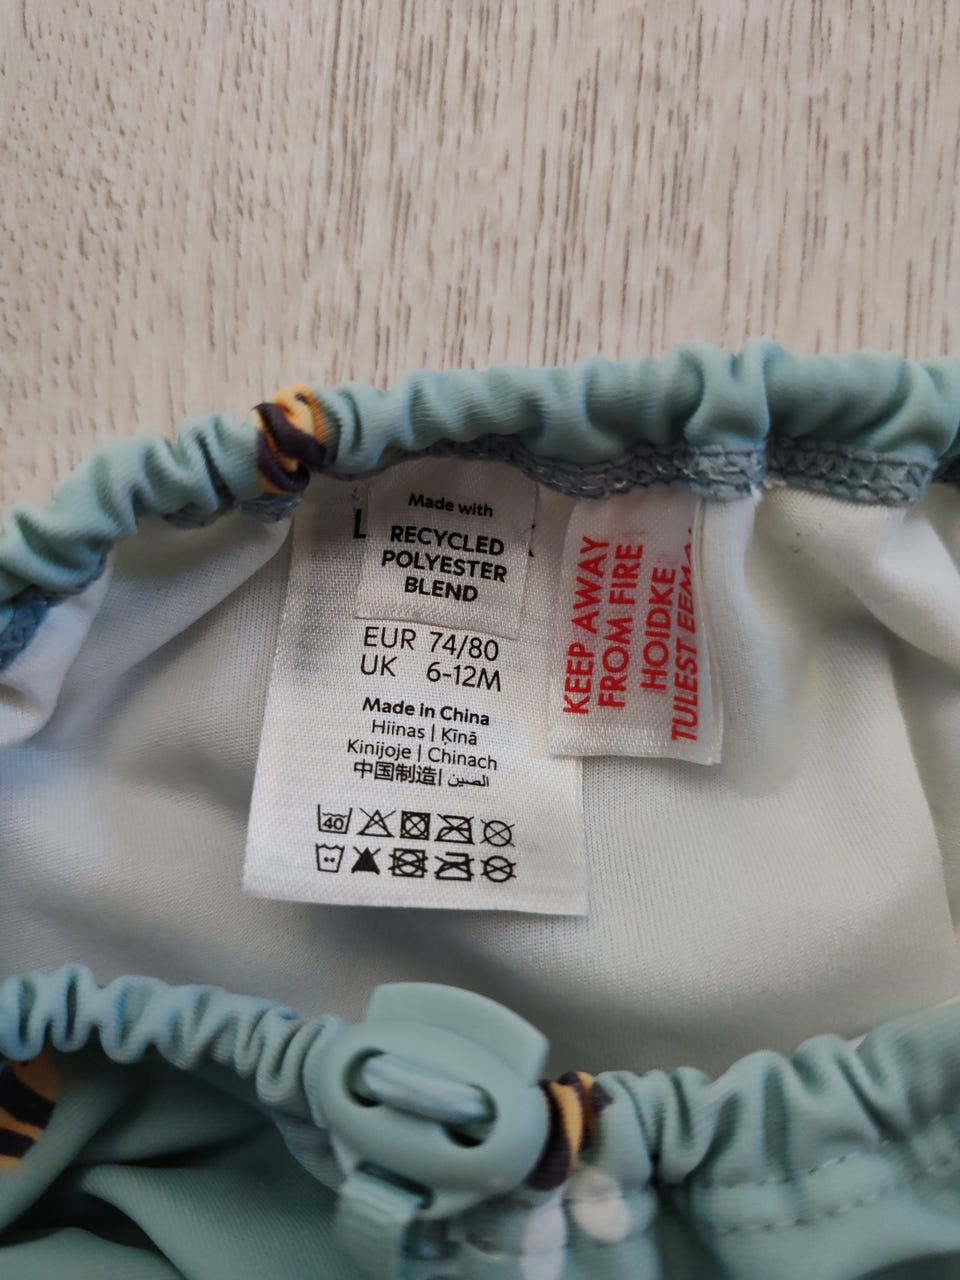 Made with
RECYCLED
POLYESTER
BLEND
EUR 74/80
UK 6-12M
Made in China
Hiinas | Ķīnā
Kinijoje | Chinach
中国制造| الصين
40
KEEP AWAY
FROM FIRE
HOIDKE
TULEST